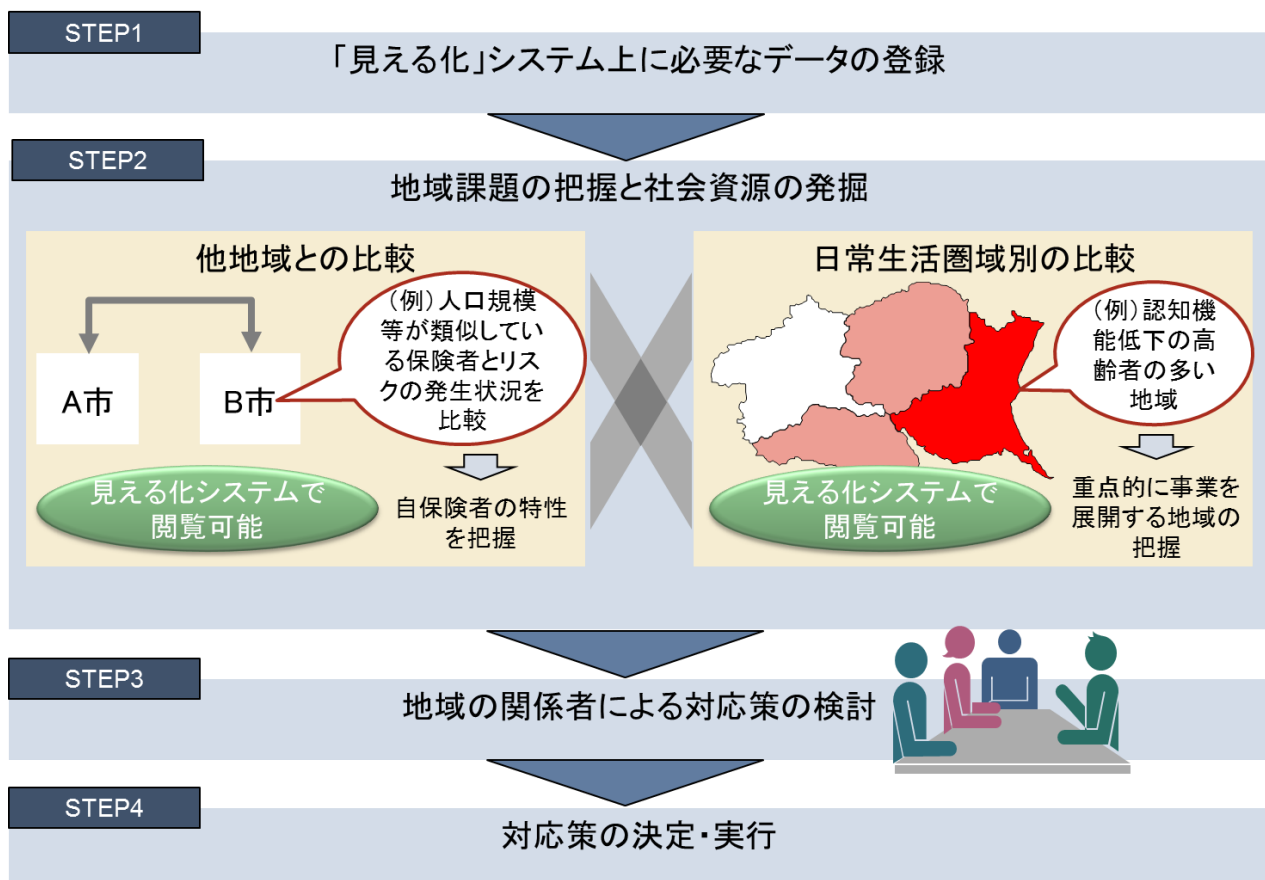 STEP1
「見える化」システム上に必要なデータの登録
STEP2
地域課題の把握と社会資源の発掘
他地域との比較
A市
B市
（例）人口規模
等が類似してい
る保険者とリス
クの発生状況を
比較
見える化システムで
閲覧可能
自保険者の特性
を把握
日常生活圏域別の比較
（例）認知機
能低下の高
齢者の多い
地域
見える化システムで
閲覧可能
重点的に事業を
展開する地域の
把握
STEP3
地域の関係者による対応策の検討
STEP4
対応策の決定・実行